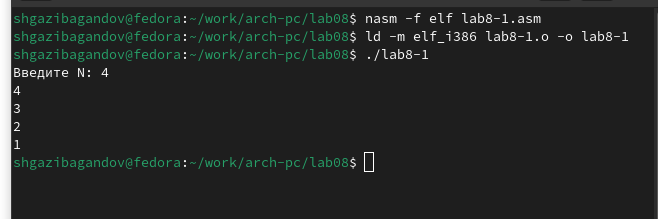 shgazibagandov@fedora:~/work/arch-pc/lab08$ nasm -f elf lab8-1.asm
shgazibagandov@fedora:~/work/arch-pc/lab08$ ld -m elf_i386 lab8-1.o -o lab8-1
shgazibagandov@fedora:~/work/arch-pc/lab08$ ./lab8-1
Введите N: 4
4
3
2
1
shgazibagandov@fedora:~/work/arch-pc/lab08$